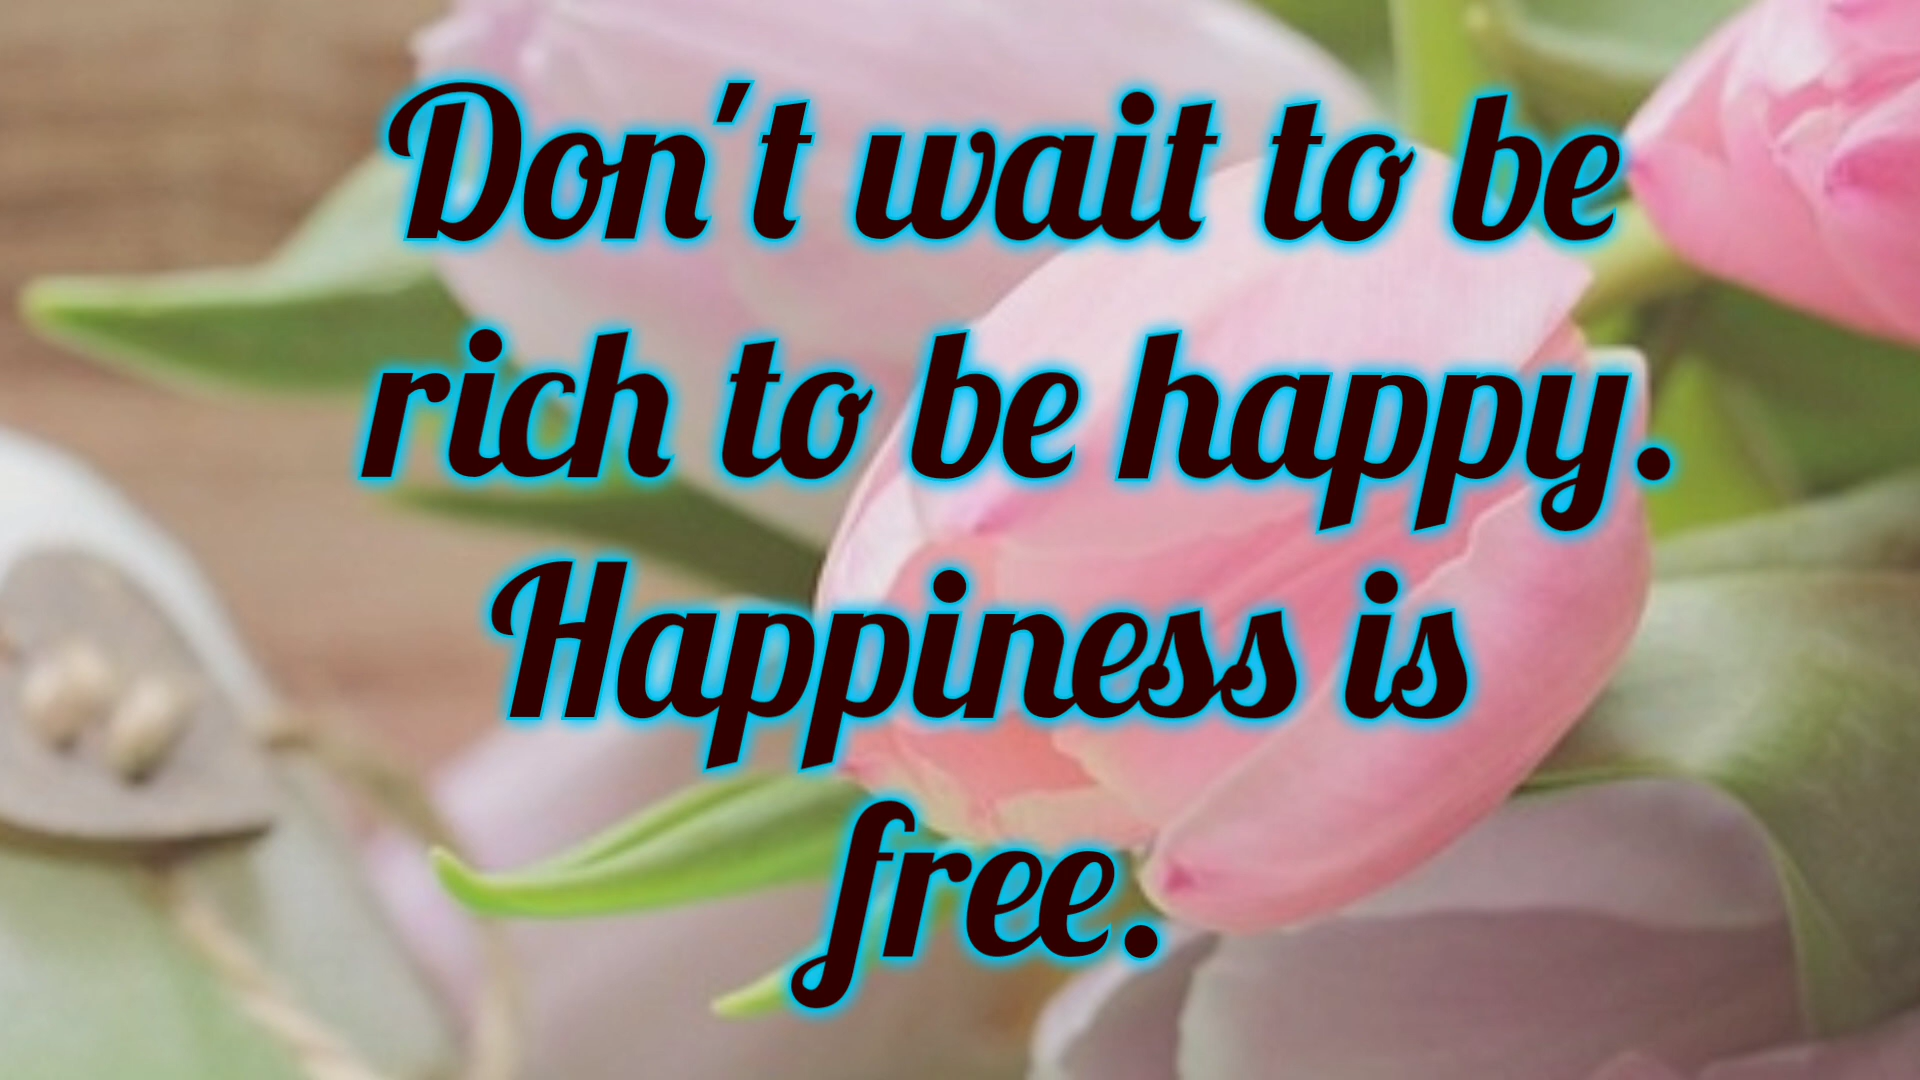 Don't wait to be
rich to be happy.
Happiness is
free.